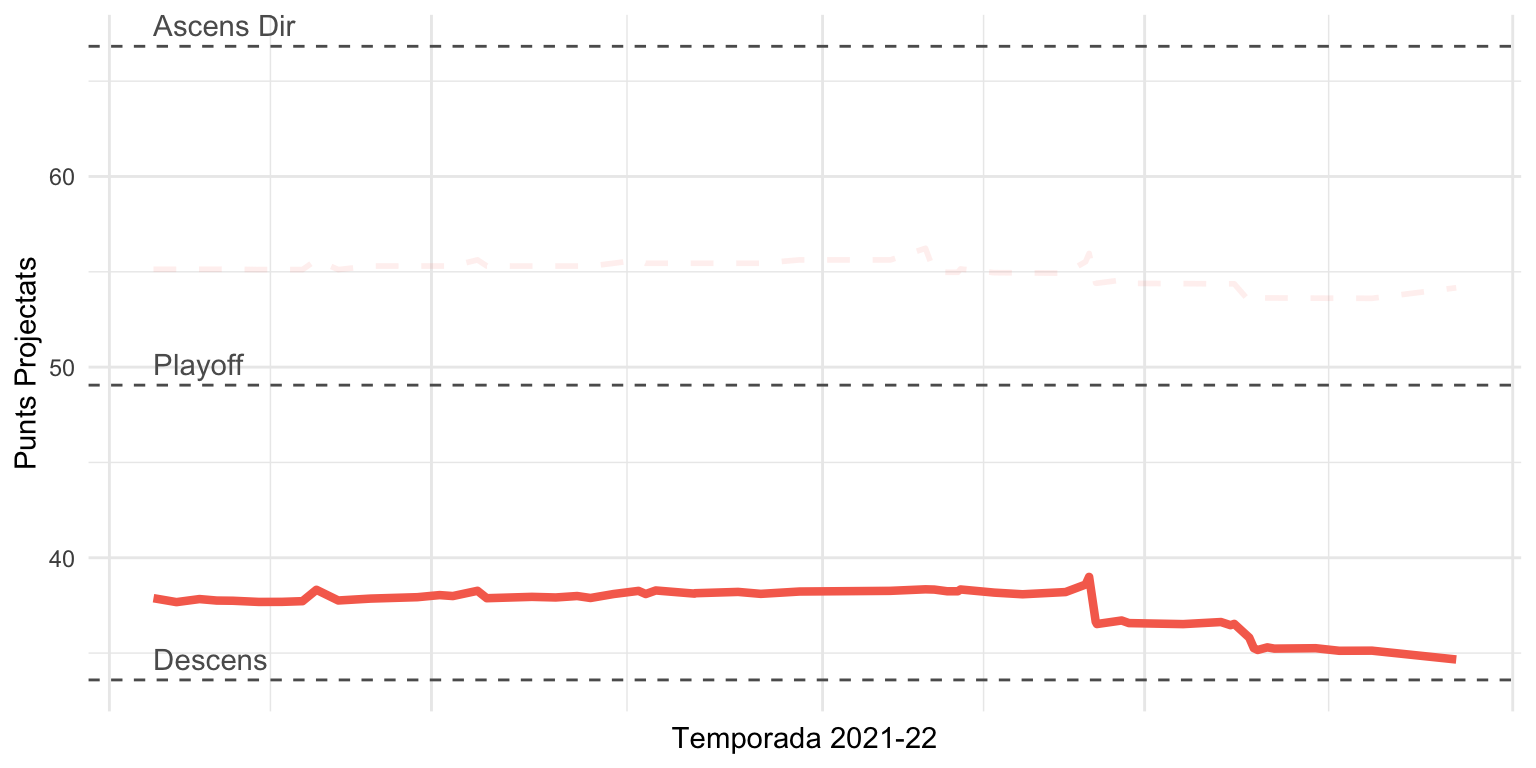 Ascens Dir
60
Playoff
50
40
Descens
Punts Projectats
Temporada 2021-22